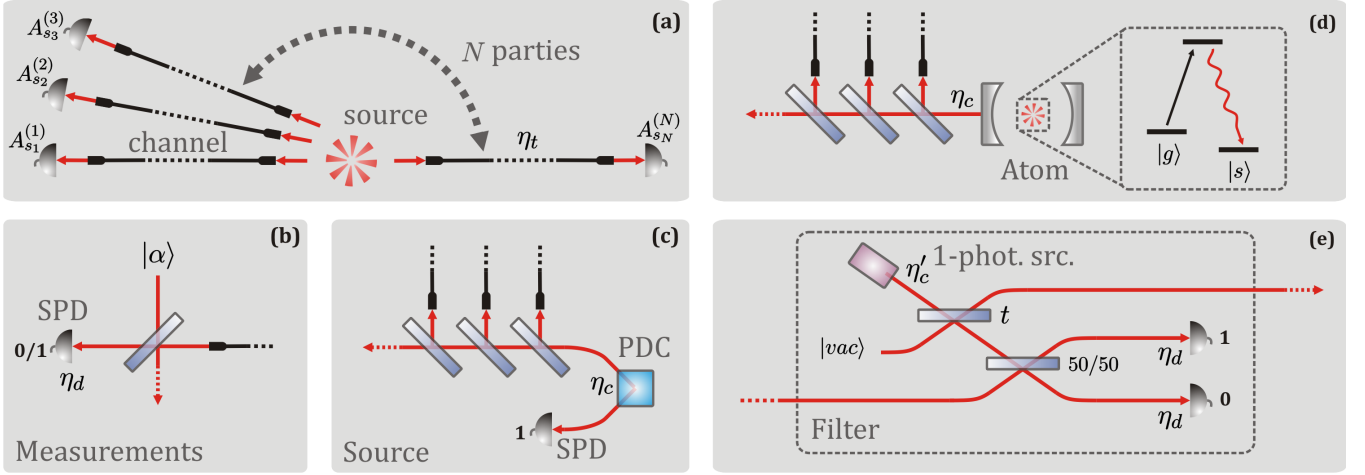 (a)
A_{s_3}^{(3)}
A_{s_2}^{(2)}
A_{s_1}^{(1)}
N parties
source
channel
η_t
A_{s_N}^{(N)}
(b)
|α⟩
SPD
0/1
η_d
Measurements
(c)
PDC
η_c
1
SPD
Source
(d)
η_c
Atom
|g⟩
|s⟩
(e)
η'_c
1-phot. src.
t
|vac⟩
50/50
η_d
1
η_d
0
Filter